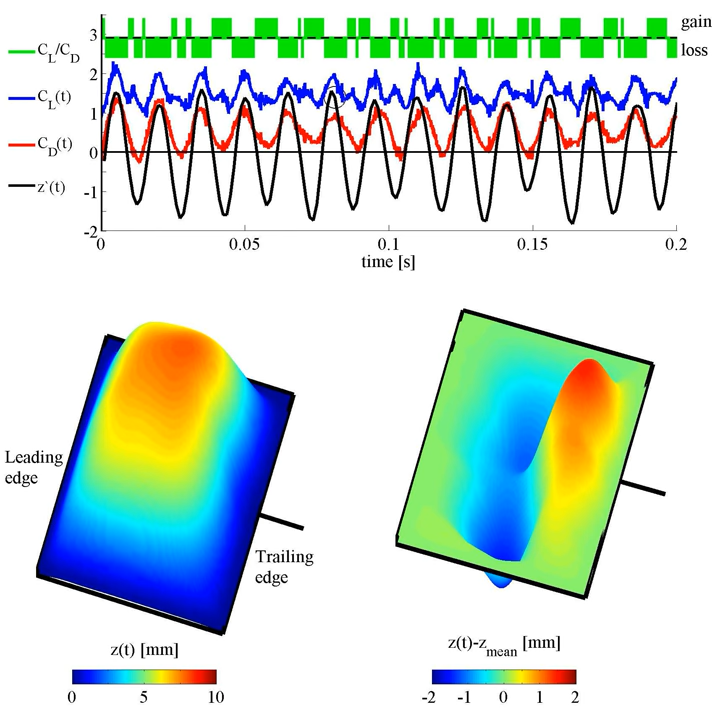 3
gain
loss
C_L/C_D
2
C_L(t)
1
C_D(t)
0
z`(t)
-1
-2
0 0.05 0.1 0.15 0.2
time [s]
Leading
edge
Trailing
edge
z(t) [mm]
0 5 10
z(t)-z_mean [mm]
-2 -1 0 1 2